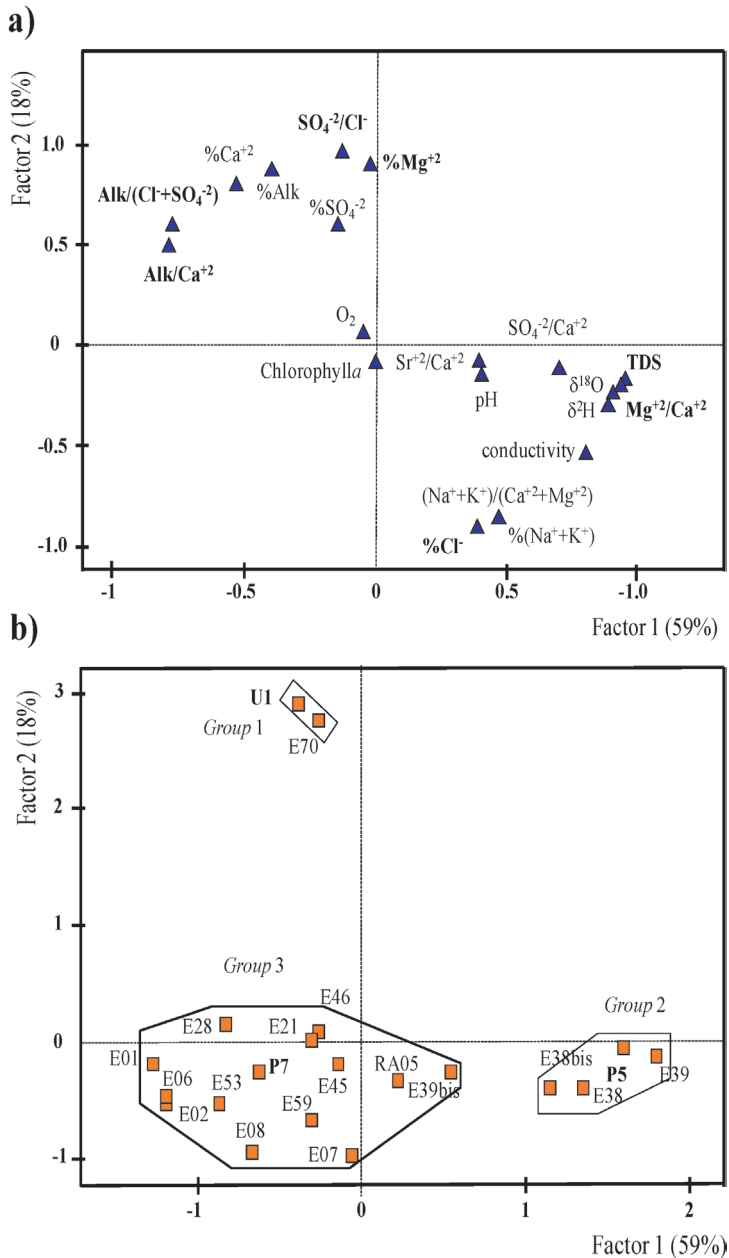 a)
Factor 2 (18%)
1.0
0.5
0
-0.5
-1.0
SO₄⁻²/Cl⁻
%Mg⁺²
%Ca⁺²
%Alk
Alk/(Cl⁻+SO₄⁻²)
%SO₄⁻²
Alk/Ca⁺²
O₂
SO₄⁻²/Ca⁺²
Chlorophylla
Sr⁺²/Ca⁺²
TDS
pH
δ¹⁸O
δ²H
Mg⁺²/Ca⁺²
conductivity
(Na⁺+K⁺)/(Ca⁺²+Mg⁺²)
%Cl⁻
%(Na⁺+K⁺)
-1
-0.5
0
0.5
-1.0
Factor 1 (59%)
b)
Factor 2 (18%)
3
2
1
0
-1
U1
Group 1
E70
Group 3
E46
E28
E21
Group 2
E01
P7
E45
RA05
E38bis
P5
E39
E06
E53
E39bis
E38
E02
E59
E08
E07
-1
0
1
2
Factor 1 (59%)